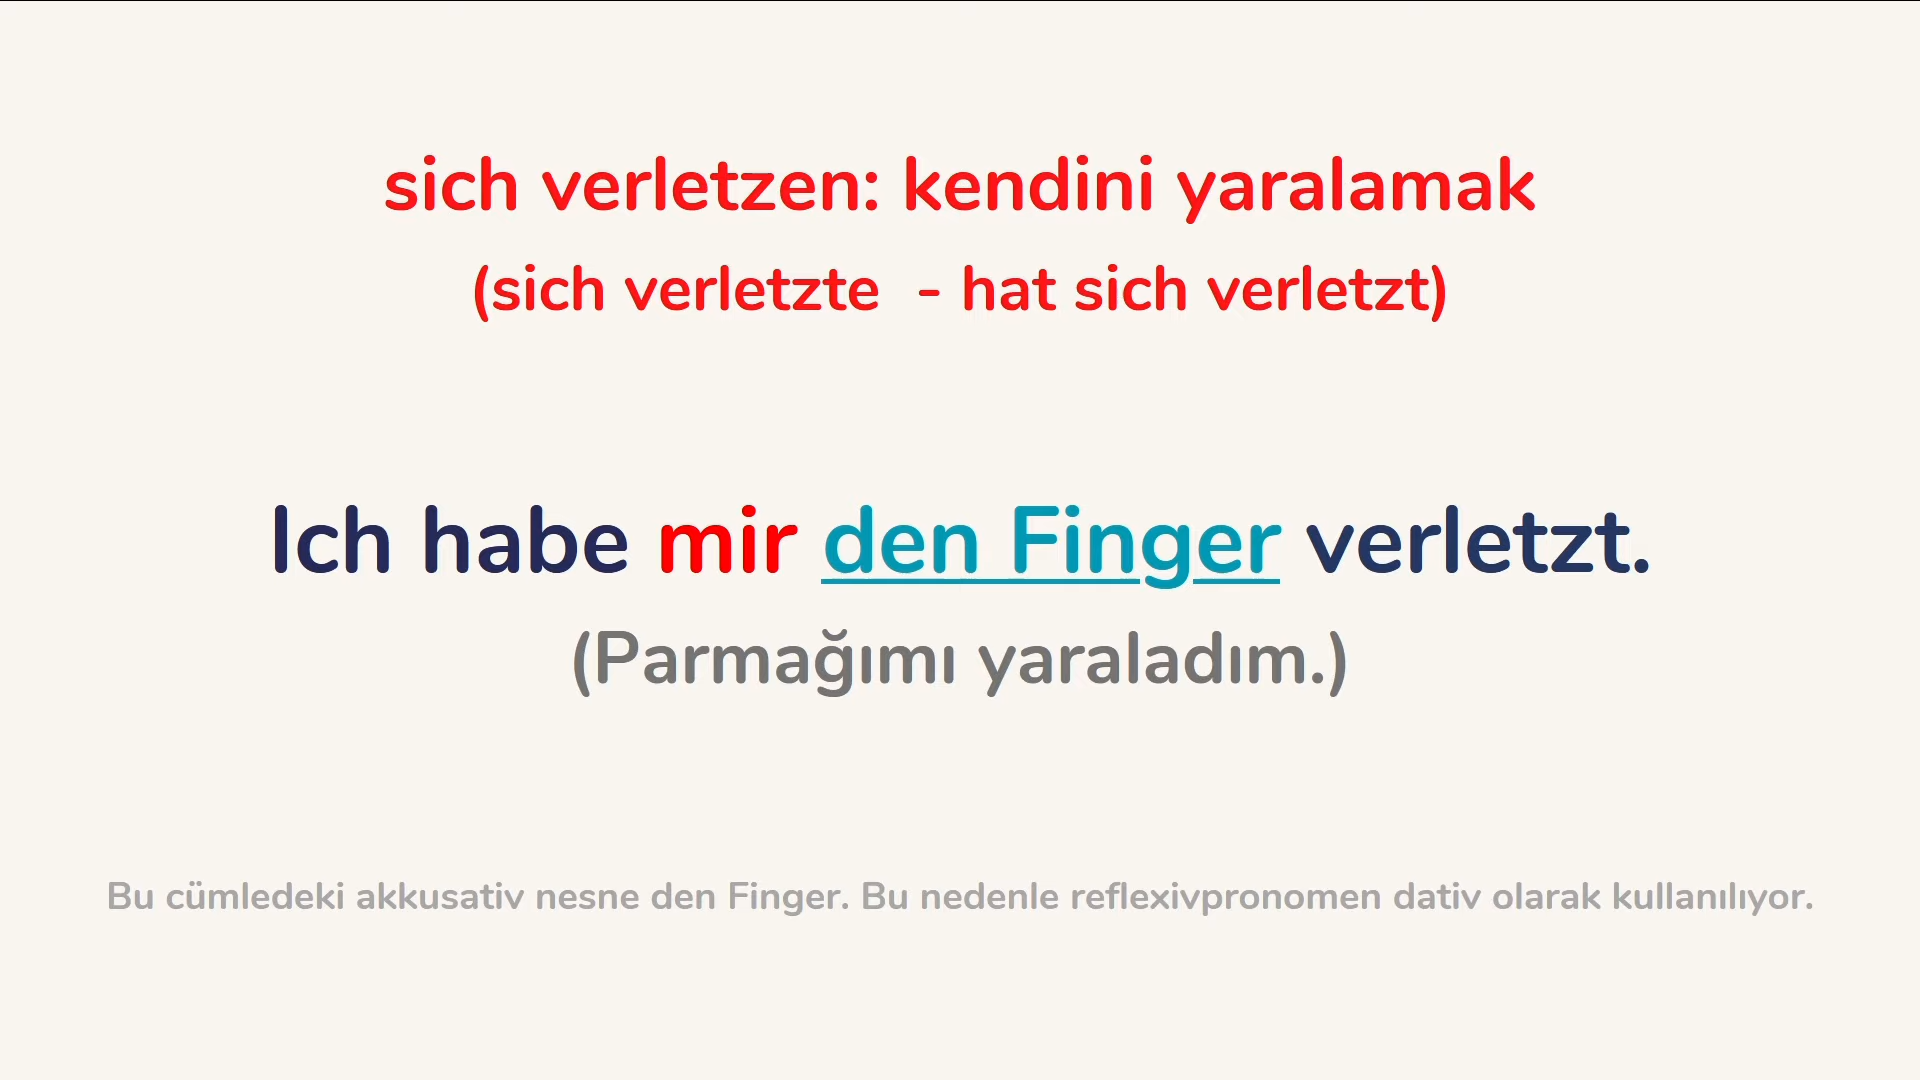 sich verletzen: kendini yaralamak
(sich verletzte - hat sich verletzt)
Ich habe mir den Finger verletzt.
(Parmağımı yaraladım.)
Bu cümledeki akkusativ nesne den Finger. Bu nedenle reflexivpronomen dativ olarak kullanılıyor.